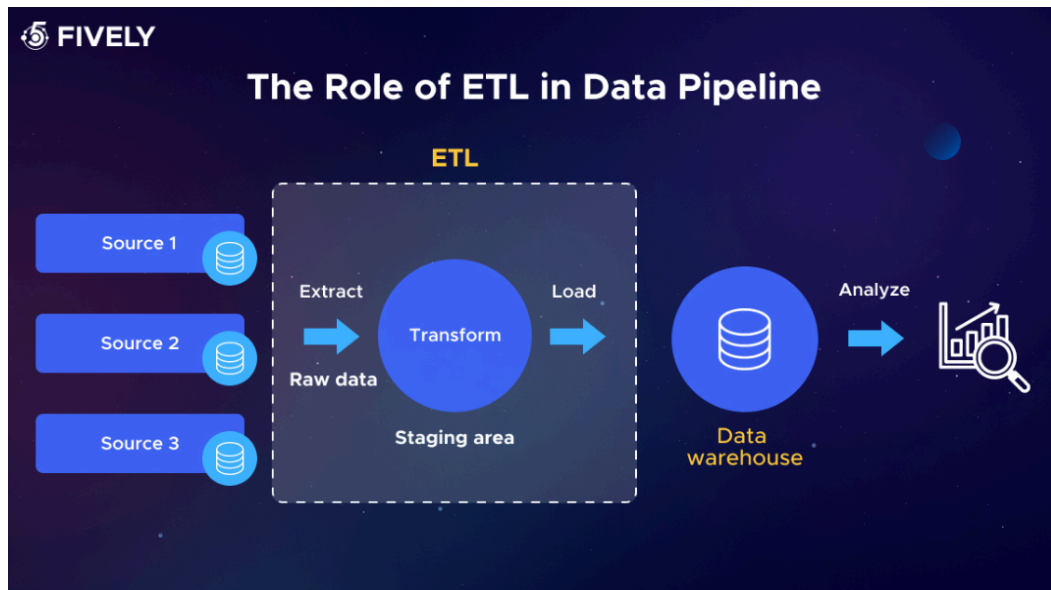 FIVELY
The Role of ETL in Data Pipeline
ETL
Source 1
Source 2
Source 3
Extract
Raw data
Transform
Staging area
Load
Data
warehouse
Analyze